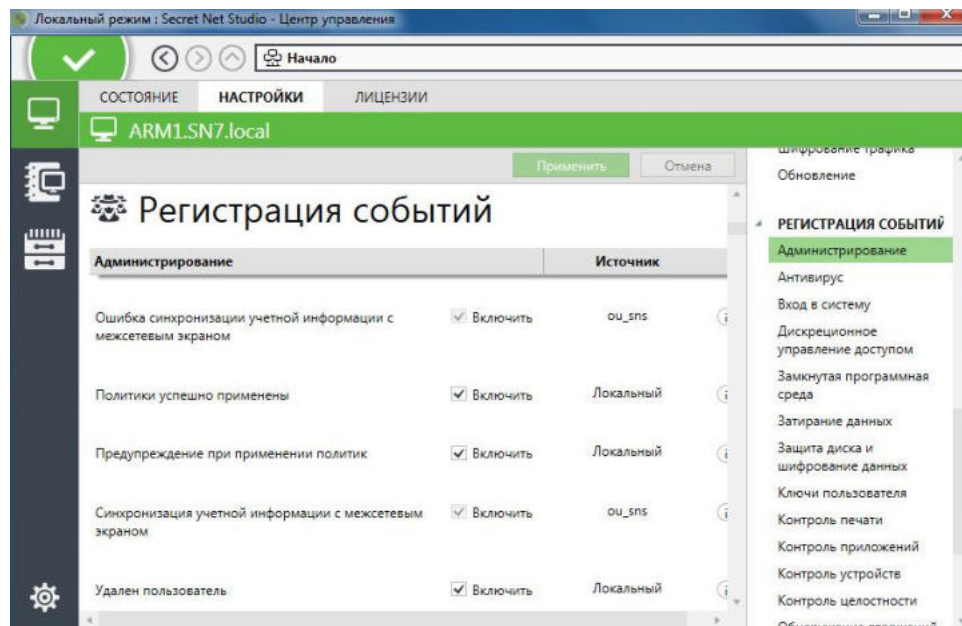 Локальный режим : Secret Net Studio - Центр управления
Начало
СОСТОЯНИЕ НАСТРОЙКИ ЛИЦЕНЗИИ
ARM1.SN7.local
Применить Отмена
Регистрация событий
Администрирование Источник
Ошибка синхронизации учетной информации с
межсетевым экраном
Включить ou_sns
Политики успешно применены Включить Локальный
Предупреждение при применении политик Включить Локальный
Синхронизация учетной информации с межсетевым
экраном
Включить ou_sns
Удален пользователь Включить Локальный
шифрование трафика
Обновление
РЕГИСТРАЦИЯ СОБЫТИЙ
Администрирование
Антивирус
Вход в систему
Дискреционное
управление доступом
Замкнутая программная
среда
Затирание данных
Защита диска и
шифрование данных
Ключи пользователя
Контроль печати
Контроль приложений
Контроль устройств
Контроль целостности